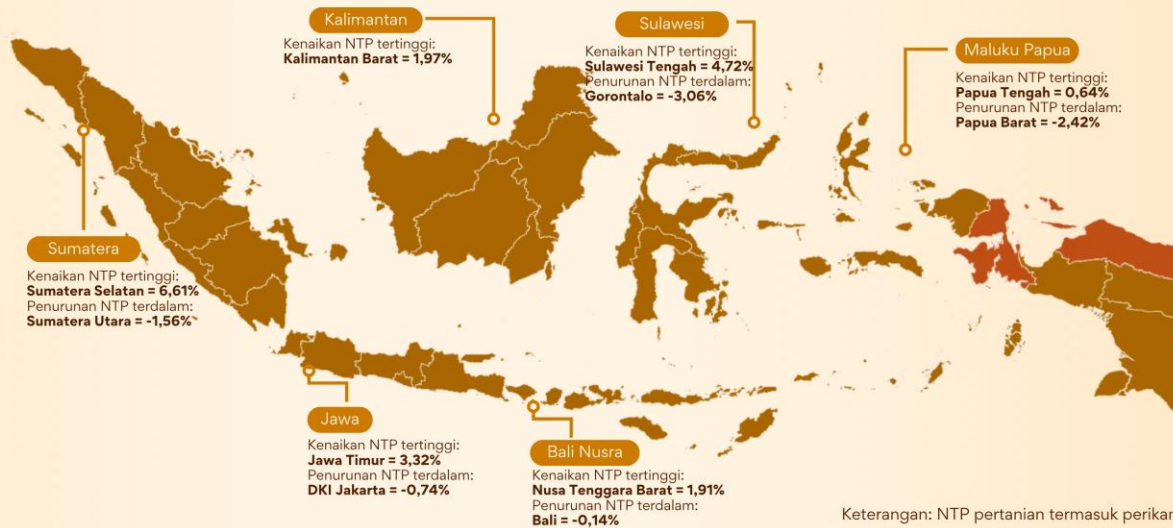 Kalimantan
Kenaikan NTP tertinggi:
Kalimantan Barat = 1,97%
Sulawesi
Kenaikan NTP tertinggi:
Sulawesi Tengah = 4,72%
Penurunan NTP terdalam:
Gorontalo = -3,06%
Maluku Papua
Kenaikan NTP tertinggi:
Papua Tengah = 0,64%
Penurunan NTP terdalam:
Papua Barat = -2,42%
Sumatera
Kenaikan NTP tertinggi:
Sumatera Selatan = 6,61%
Penurunan NTP terdalam:
Sumatera Utara = -1,56%
Jawa
Kenaikan NTP tertinggi:
Jawa Timur = 3,32%
Penurunan NTP terdalam:
DKI Jakarta = -0,74%
Bali Nusra
Kenaikan NTP tertinggi:
Nusa Tenggara Barat = 1,91%
Penurunan NTP terdalam:
Bali = -0,14%
Keterangan: NTP pertanian termasuk perikan